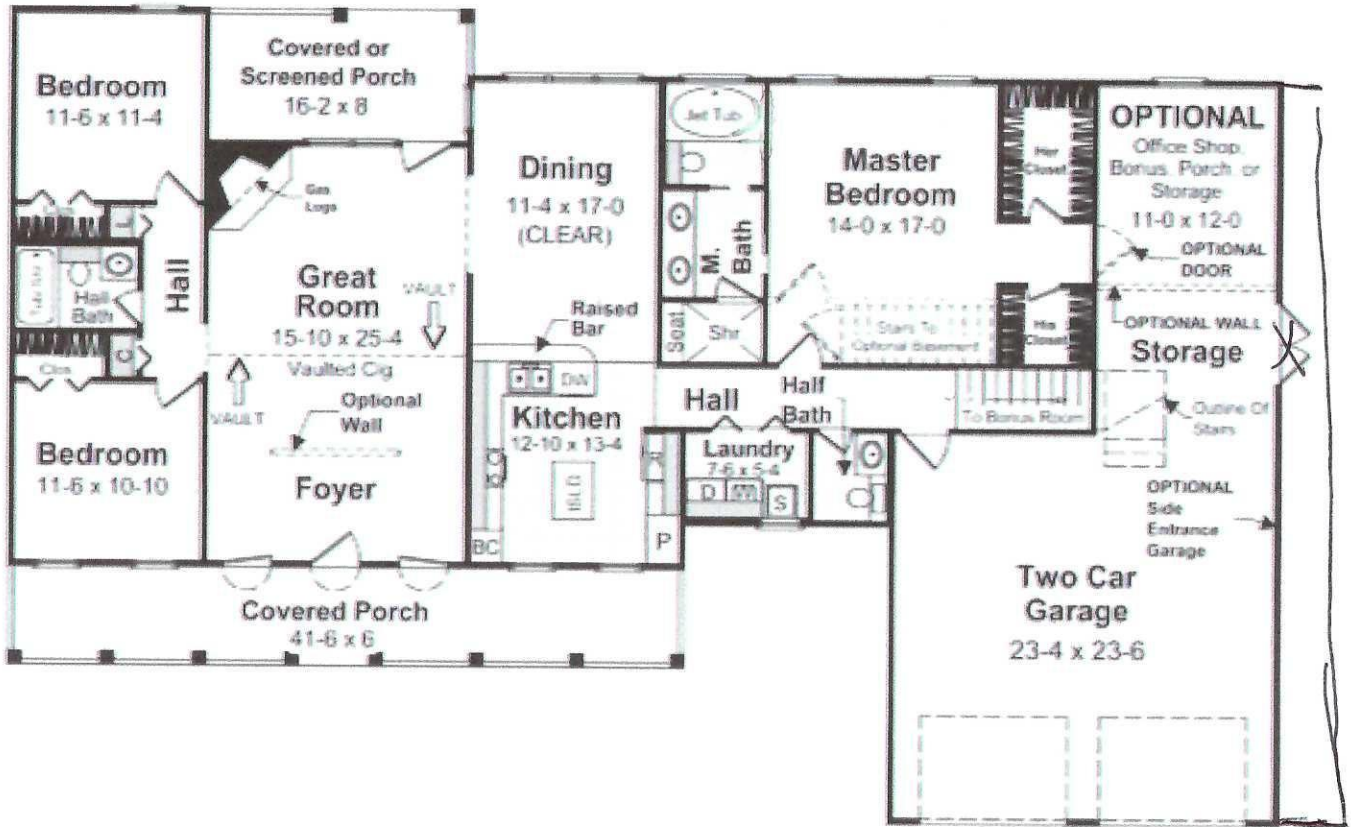 Bedroom
11-6 x 11-4
Covered or
Screened Porch
16-2 x 8
Gas
Logs
Dining
11-4 x 17-0
(CLEAR)
Jet Tub
M.
Bath
Master
Bedroom
14-0 x 17-0
Her
Closet
OPTIONAL
Office Shop,
Bonus, Porch, or
Storage
11-0 x 12-0
OPTIONAL
DOOR
L
Hall
Hall
Bath
Great
Room
15-10 x 25-4
VAULT
Vaulted Clg
VAULT
Raised
Bar
Seat
Shr
Stairs To
Optional Basement
His
Closet
OPTIONAL WALL
Storage
Outline Of
Stairs
C
Clos
Optional
Wall
Foyer
DW
Kitchen
12-10 x 13-4
ISLD
R
BC
P
Hall
Half
Bath
To Bonus Room
Laundry
7-6 x 5-4
D
W
S
Bedroom
11-6 x 10-10
OPTIONAL
Side
Entrance
Garage
Two Car
Garage
23-4 x 23-6
Covered Porch
41-6 x 6